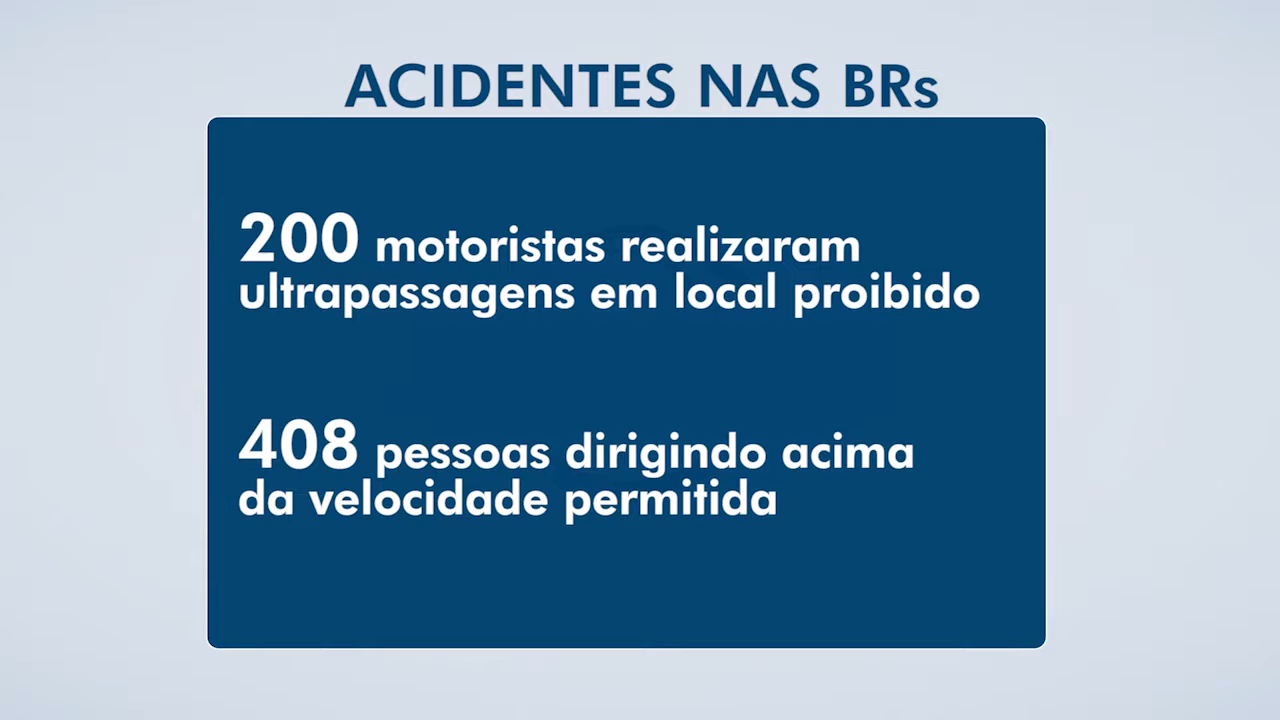 ACIDENTES NAS BRs
200 motoristas realizaram
ultrapassagens em local proibido
408 pessoas dirigindo acima
da velocidade permitida